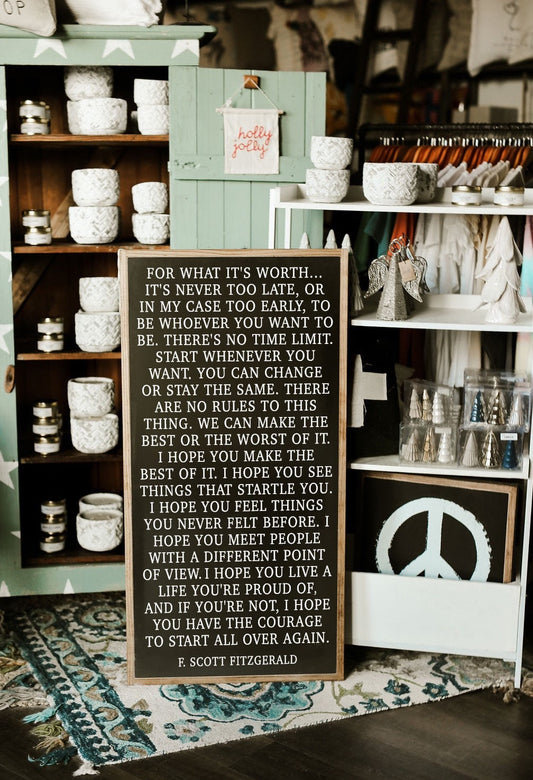 OP
holly
jolly
FOR WHAT IT'S WORTH...
IT'S NEVER TOO LATE, OR
IN MY CASE TOO EARLY, TO
BE WHOEVER YOU WANT TO
BE. THERE'S NO TIME LIMIT.
START WHENEVER YOU
WANT. YOU CAN CHANGE
OR STAY THE SAME. THERE
ARE NO RULES TO THIS
THING. WE CAN MAKE THE
BEST OR THE WORST OF IT.
I HOPE YOU MAKE THE
BEST OF IT. I HOPE YOU SEE
THINGS THAT STARTLE YOU.
I HOPE YOU FEEL THINGS
YOU NEVER FELT BEFORE. I
HOPE YOU MEET PEOPLE
WITH A DIFFERENT POINT
OF VIEW. I HOPE YOU LIVE A
LIFE YOU'RE PROUD OF,
AND IF YOU'RE NOT, I HOPE
YOU HAVE THE COURAGE
TO START ALL OVER AGAIN.
F. SCOTT FITZGERALD